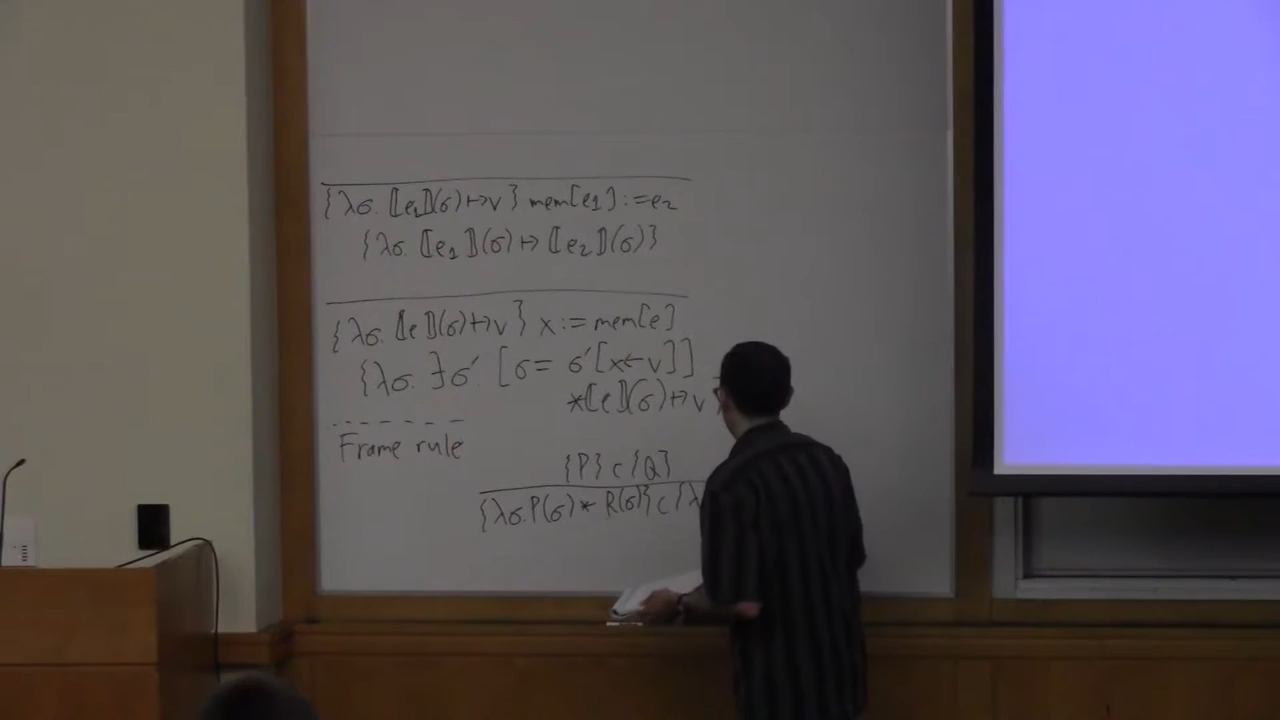 {λσ. ⟦e₁⟧(σ)↦v} mem[e₁]:=e₂
{λσ. ⟦e₁⟧(σ)↦⟦e₂⟧(σ)}
{λσ. ⟦e⟧(σ)↦v} x:=mem[e]
{λσ. ∃σ'. [σ= σ'[x←v]]
*⟦e⟧(σ)↦v
Frame rule
{P} c {Q}
{λσ.P(σ)* R(σ)} c {λ